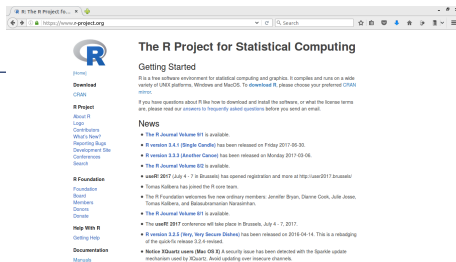 R: The R Project fo...
https://www.r-project.org
Search
R
[Home]
Download
CRAN
R Project
About R
Logo
Contributors
What's New?
Reporting Bugs
Development Site
Conferences
Search
R Foundation
Foundation
Board
Members
Donors
Donate
Help With R
Getting Help
Documentation
Manuals
The R Project for Statistical Computing
Getting Started
R is a free software environment for statistical computing and graphics. It compiles and runs on a wide
variety of UNIX platforms, Windows and MacOS. To download R, please choose your preferred CRAN
mirror.
If you have questions about R like how to download and install the software, or what the license terms
are, please read our answers to frequently asked questions before you send an email.
News
The R Journal Volume 9/1 is available.
R version 3.4.1 (Single Candle) has been released on Friday 2017-06-30.
R version 3.3.3 (Another Canoe) has been released on Monday 2017-03-06.
The R Journal Volume 8/2 is available.
useR! 2017 (July 4 - 7 in Brussels) has opened registration and more at http://user2017.brussels/
Tomas Kalibera has joined the R core team.
The R Foundation welcomes five new ordinary members: Jennifer Bryan, Dianne Cook, Julie Josse,
Tomas Kalibera, and Balasubramanian Narasimhan.
The R Journal Volume 8/1 is available.
The useR! 2017 conference will take place in Brussels, July 4 - 7, 2017.
R version 3.2.5 (Very, Very Secure Dishes) has been released on 2016-04-14. This is a rebadging
of the quick-fix release 3.2.4-revised.
Notice XQuartz users (Mac OS X) A security issue has been detected with the Sparkle update
mechanism used by XQuartz. Avoid updating over insecure channels.